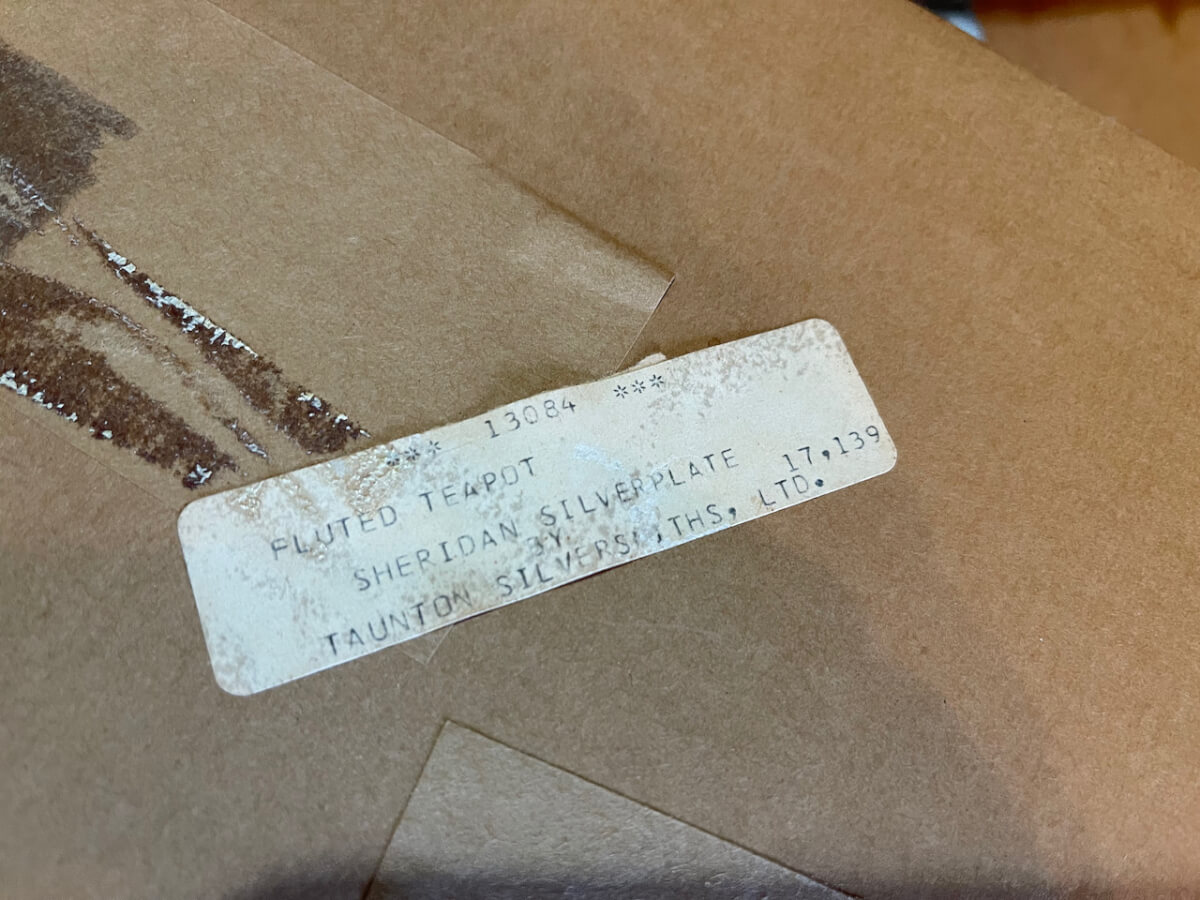 *** 13084 ***
FLUTED TEAPOT
SHERIDAN SILVERPLATE 17,139
BY
TAUNTON SILVERSMITHS, LTD.